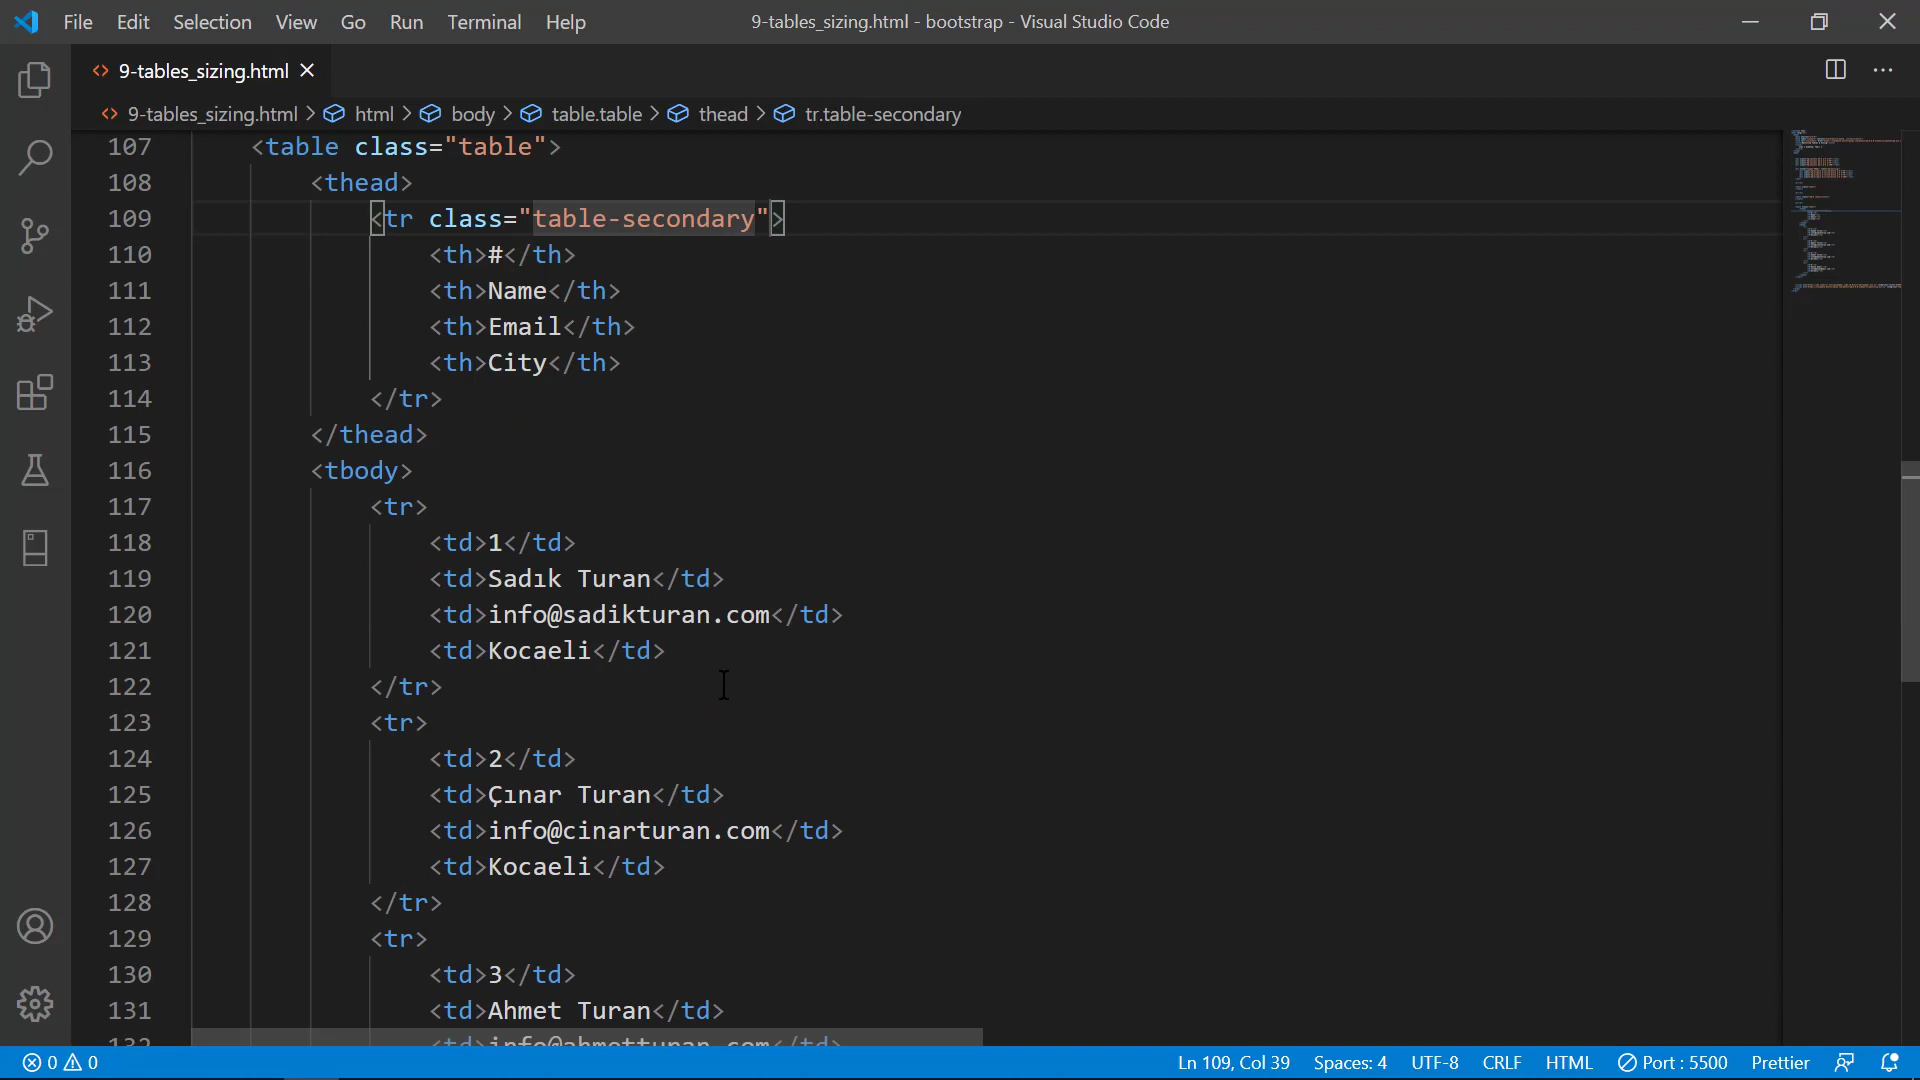 File Edit Selection View Go Run Terminal Help 9-tables_sizing.html - bootstrap - Visual Studio Code
<> 9-tables_sizing.html
<> 9-tables_sizing.html > html > body > table.table > thead > tr.table-secondary
107 <table class="table">
108 <thead>
109 <tr class="table-secondary">
110 <th>#</th>
111 <th>Name</th>
112 <th>Email</th>
113 <th>City</th>
114 </tr>
115 </thead>
116 <tbody>
117 <tr>
118 <td>1</td>
119 <td>Sadık Turan</td>
120 <td>info@sadikturan.com</td>
121 <td>Kocaeli</td>
122 </tr>
123 <tr>
124 <td>2</td>
125 <td>Çınar Turan</td>
126 <td>info@cinarturan.com</td>
127 <td>Kocaeli</td>
128 </tr>
129 <tr>
130 <td>3</td>
131 <td>Ahmet Turan</td>
132 <td>info@ahmetturan.com</td>
0 0 Ln 109, Col 39 Spaces: 4 UTF-8 CRLF HTML Port : 5500 Prettier